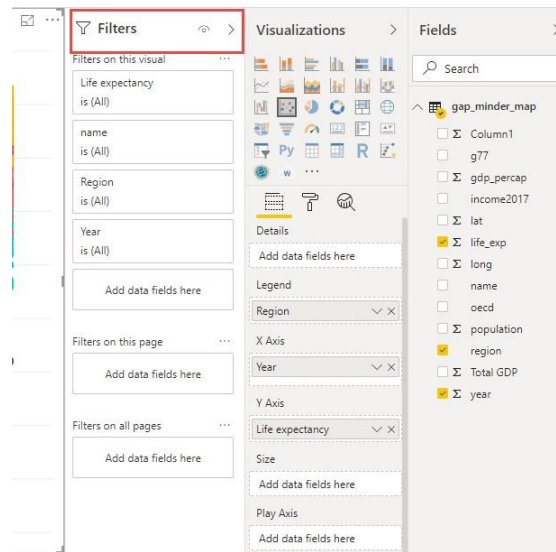 Filters
Filters on this visual
Life expectancy
is (All)
name
is (All)
Region
is (All)
Year
is (All)
Add data fields here
Filters on this page
Add data fields here
Filters on all pages
Add data fields here
Visualizations
Py
R
w
Details
Add data fields here
Legend
Region
X Axis
Year
Y Axis
Life expectancy
Size
Add data fields here
Play Axis
Add data fields here
Fields
Search
gap_minder_map
Σ Column1
g77
Σ gdp_percap
income2017
Σ lat
Σ life_exp
Σ long
name
oecd
Σ population
region
Σ Total GDP
Σ year